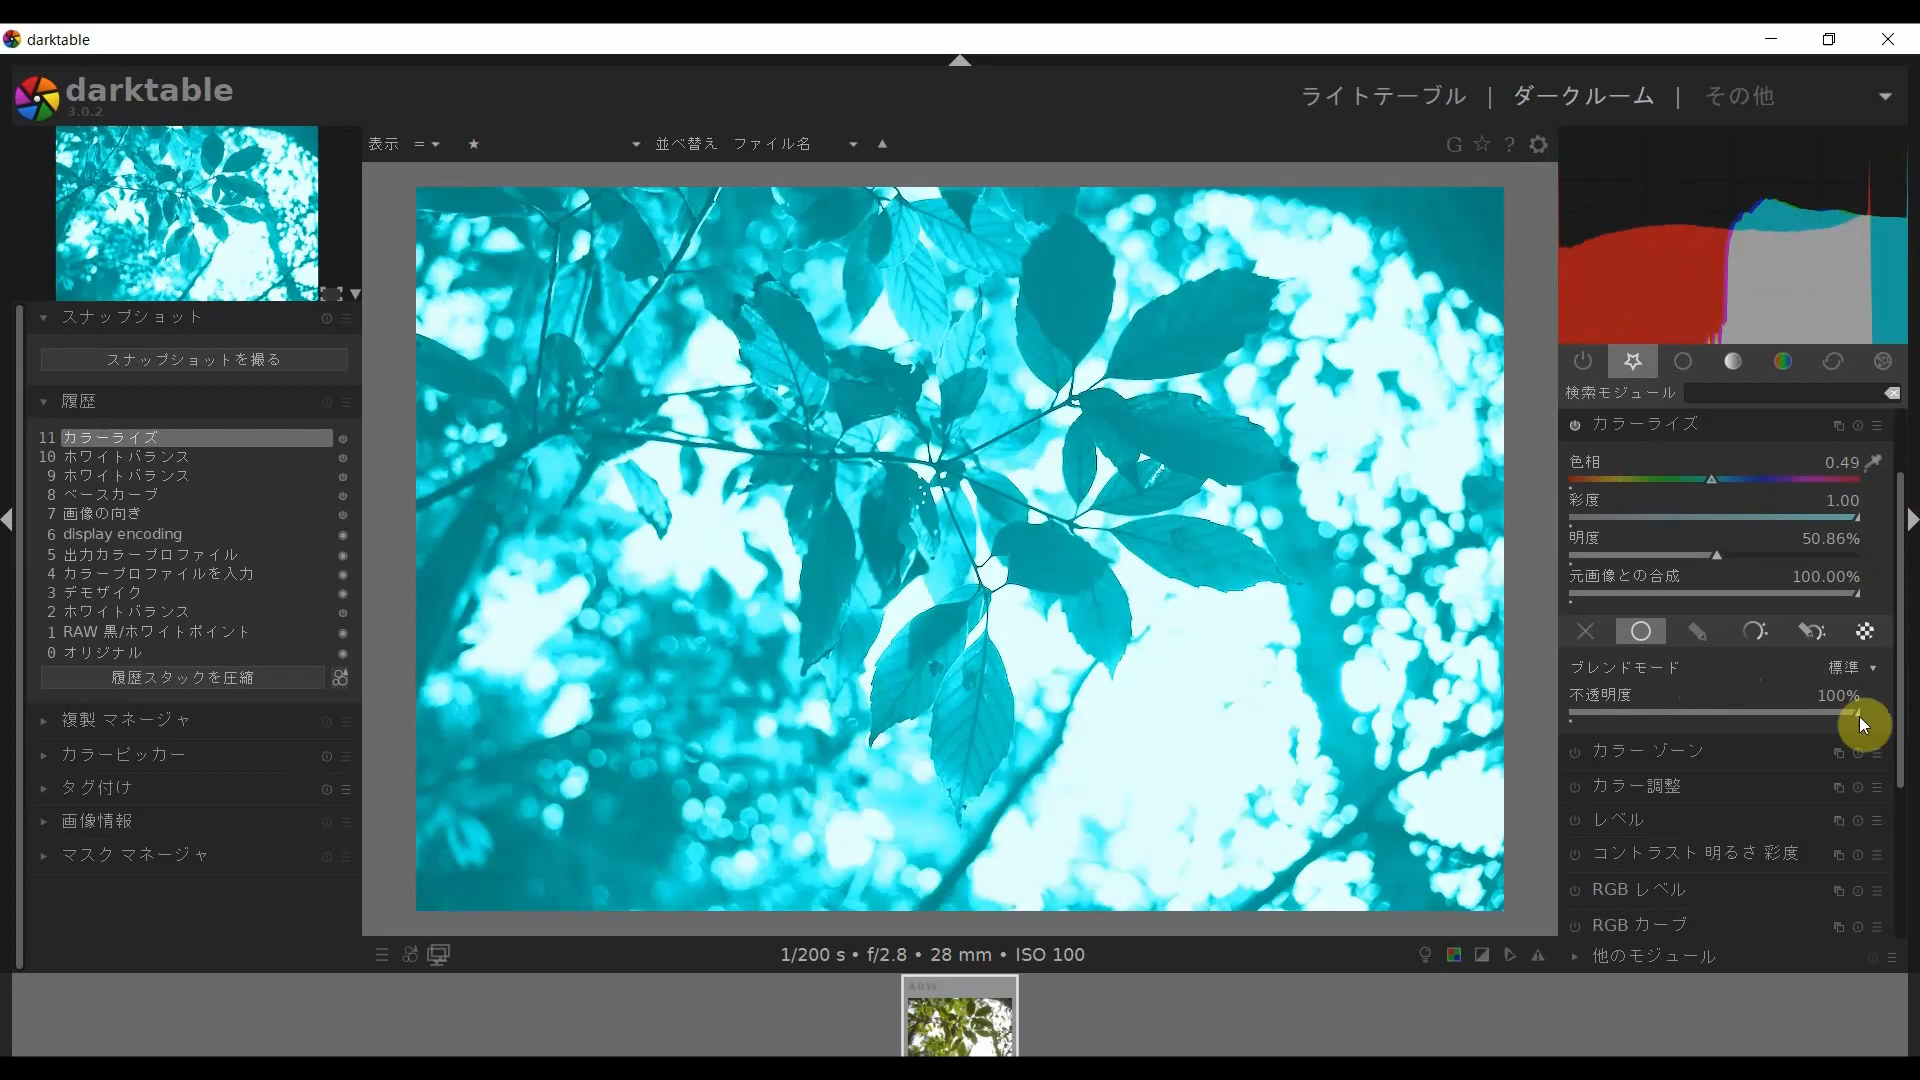 darktable
darktable
3.0.2
ライトテーブル | ダークルーム | その他
表示 = ★ 並べ替え ファイル名
G ☆ ?
スナップショット
スナップショットを撮る
履歴
11 カラーライズ
10 ホワイトバランス
9 ホワイトバランス
8 ベースカーブ
7 画像の向き
6 display encoding
5 出力カラープロファイル
4 カラープロファイルを入力
3 デモザイク
2 ホワイトバランス
1 RAW 黒/ホワイトポイント
0 オリジナル
履歴スタックを圧縮
複製 マネージャ
カラーピッカー
タグ付け
画像情報
マスク マネージャ
検索モジュール
カラーライズ
色相 0.49
彩度 1.00
明度 50.86%
元画像との合成 100.00%
ブレンドモード 標準
不透明度 100%
カラー ゾーン
カラー調整
レベル
コントラスト 明るさ 彩度
RGB レベル
RGB カーブ
他のモジュール
1/200 s • f/2.8 • 28 mm • ISO 100
ARW